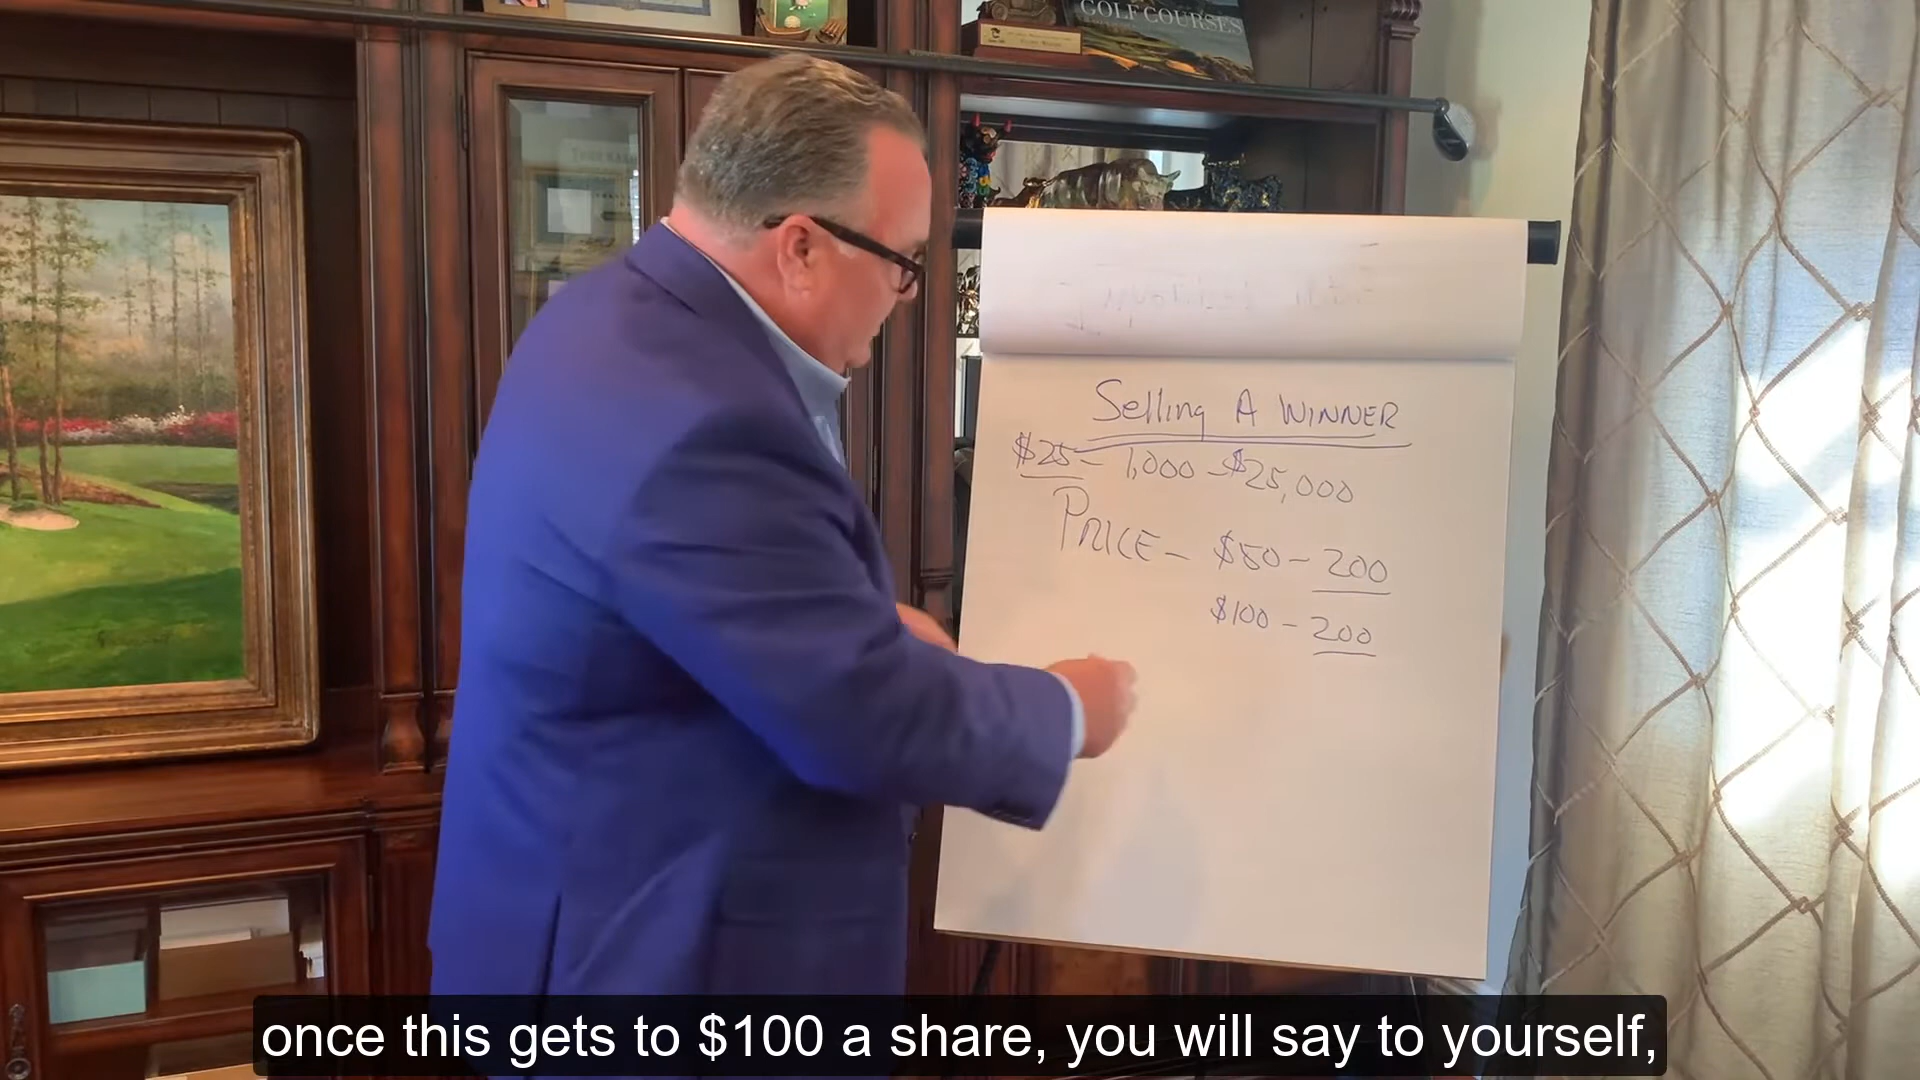 GOLF COURSES
Selling A WINNER
$25 - 1,000 - $25,000
PRICE - $50 - 200
$100 - 200
once this gets to $100 a share, you will say to yourself,